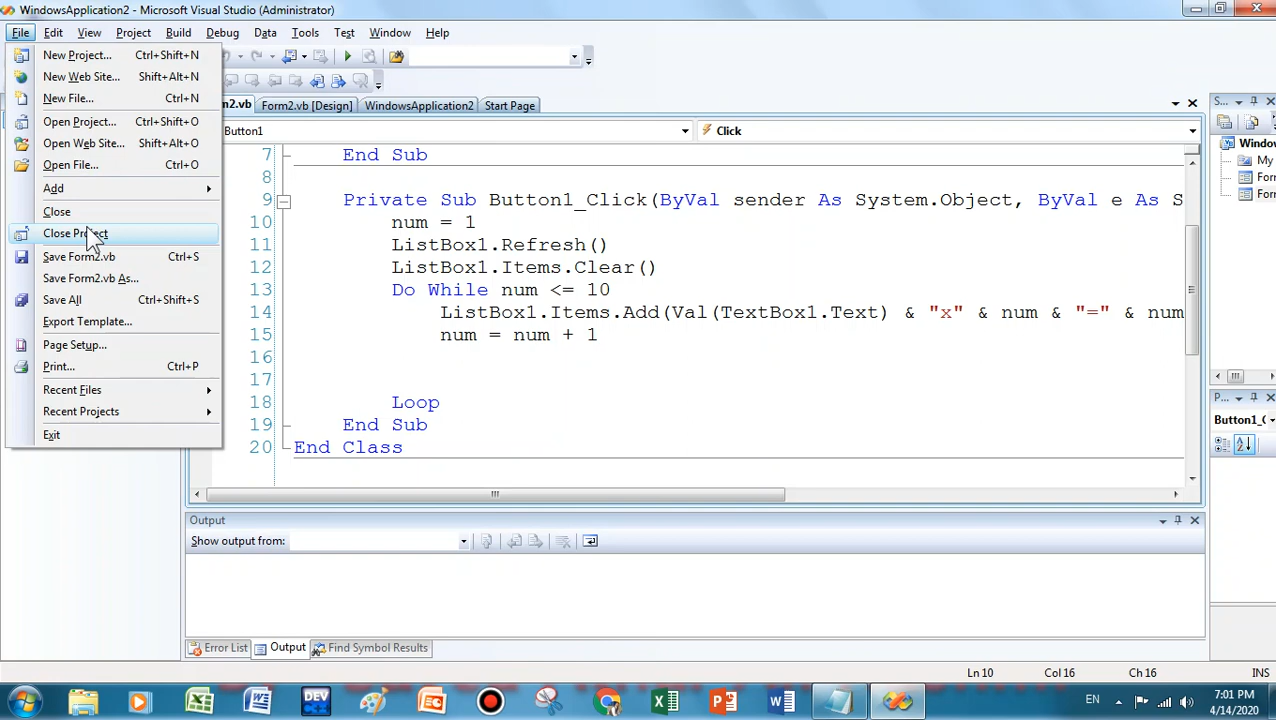 WindowsApplication2 - Microsoft Visual Studio (Administrator)
File Edit View Project Build Debug Data Tools Test Window Help
New Project... Ctrl+Shift+N
New Web Site... Shift+Alt+N
New File... Ctrl+N
Open Project... Ctrl+Shift+O
Open Web Site... Shift+Alt+O
Open File... Ctrl+O
Add
Close
Close Project
Save Form2.vb Ctrl+S
Save Form2.vb As...
Save All Ctrl+Shift+S
Export Template...
Page Setup...
Print... Ctrl+P
Recent Files
Recent Projects
Exit
m2.vb Form2.vb [Design] WindowsApplication2 Start Page
Button1 Click
7 End Sub
8
9 Private Sub Button1_Click(ByVal sender As System.Object, ByVal e As S
10 num = 1
11 ListBox1.Refresh()
12 ListBox1.Items.Clear()
13 Do While num <= 10
14 ListBox1.Items.Add(Val(TextBox1.Text) & "x" & num & "=" & num
15 num = num + 1
16
17
18 Loop
19 End Sub
20 End Class
S...
Window
My
For
For
P...
Button1_C
Output
Show output from:
Error List Output Find Symbol Results
Ln 10 Col 16 Ch 16 INS
DEV
EN
7:01 PM
4/14/2020